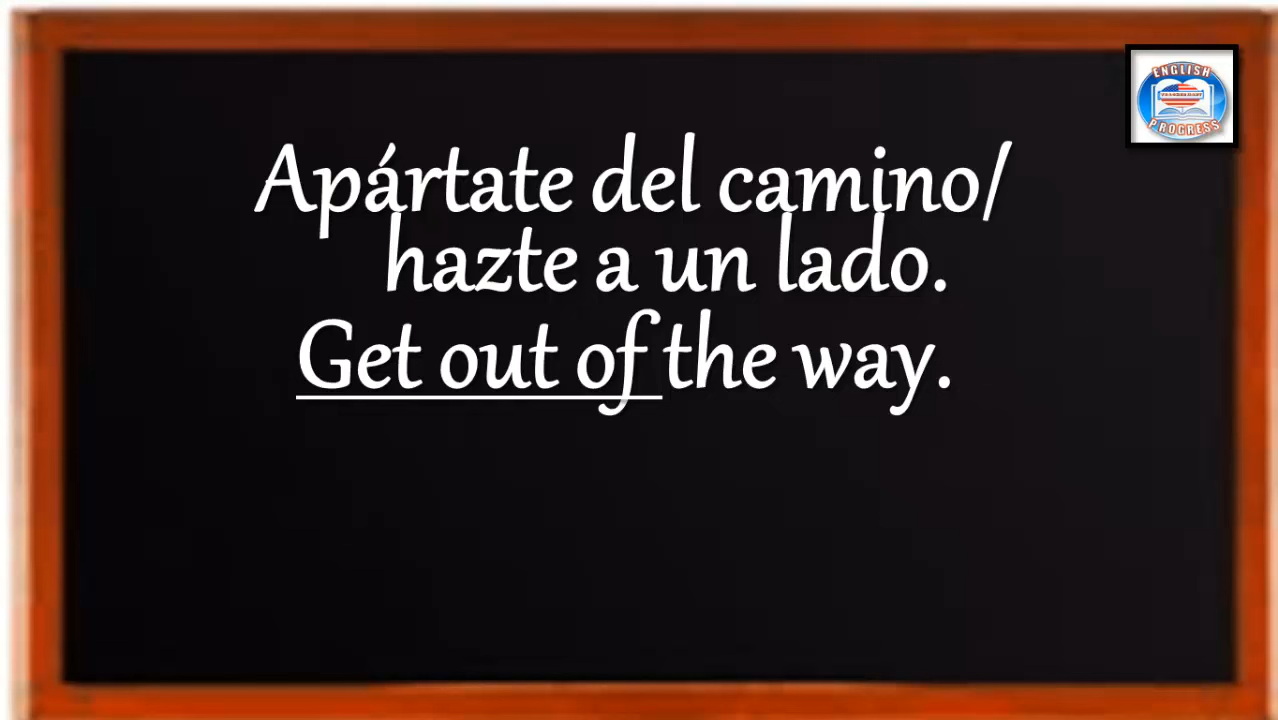 Apártate del camino/
hazte a un lado.
Get out of the way.
ENGLISH
PROGRESS